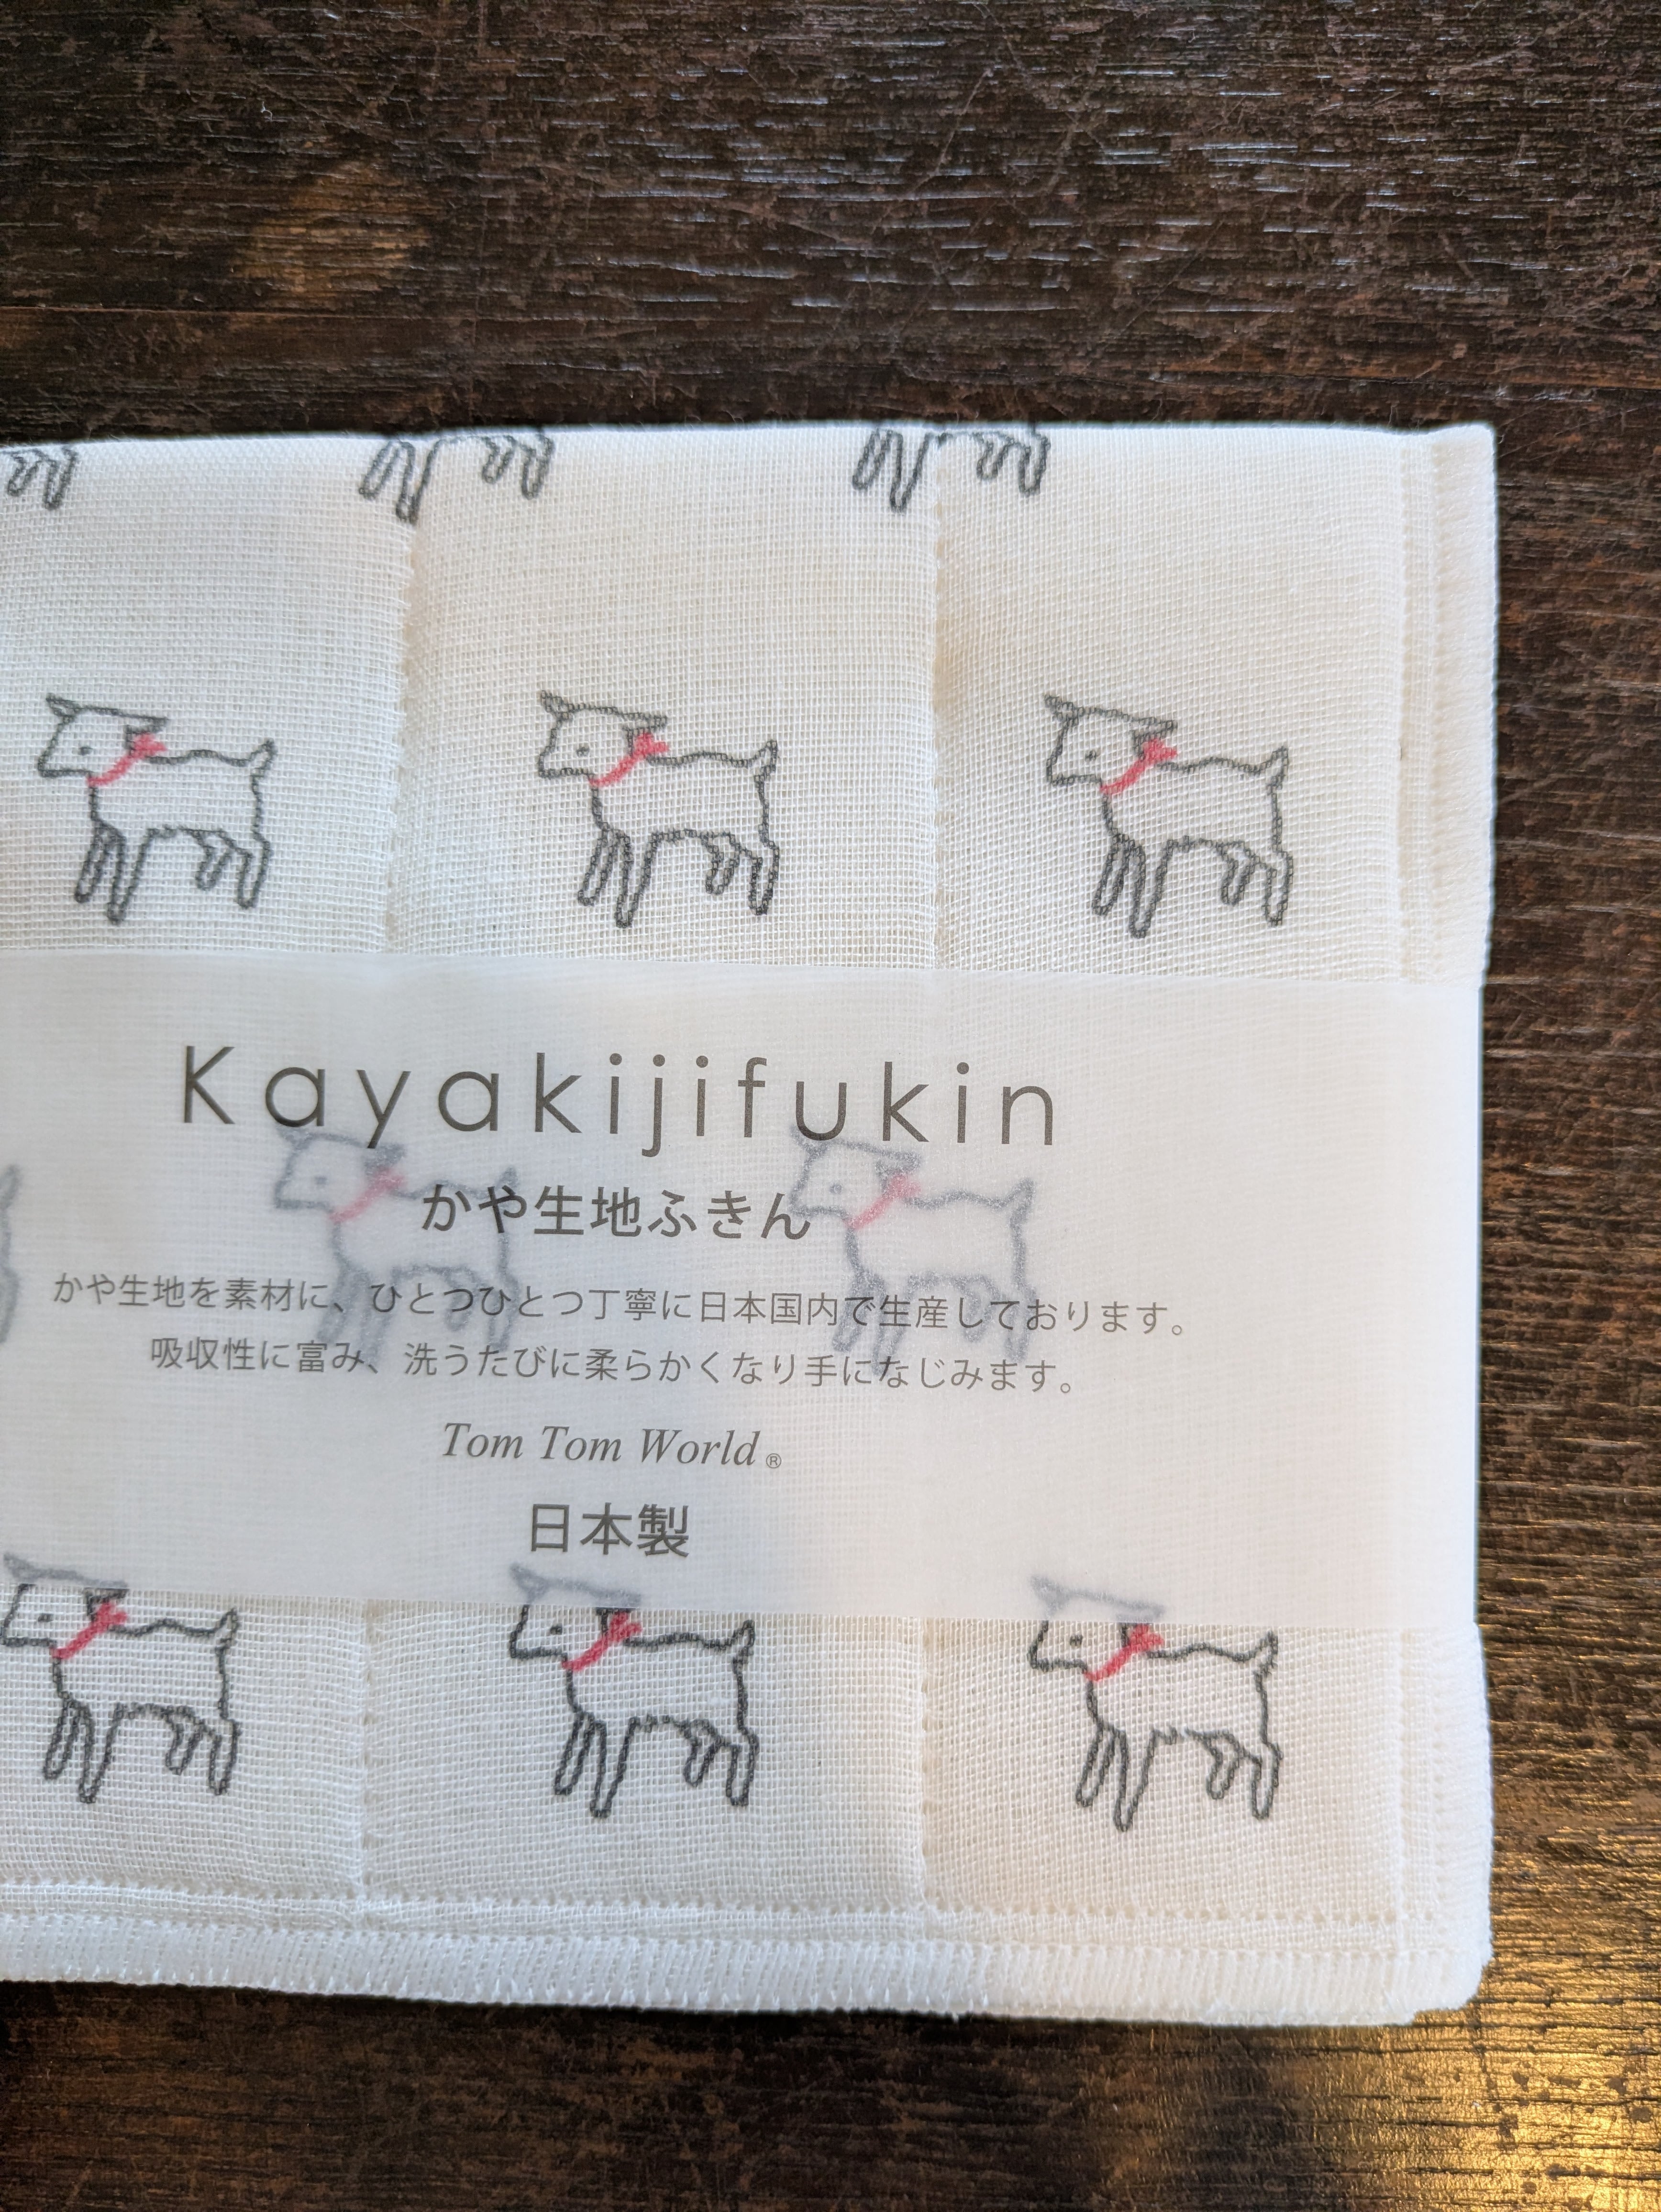 Kayakijifukin
かや生地ふきん
かや生地を素材に、ひとつひとつ丁寧に日本国内で生産しております。
吸収性に富み、洗うたびに柔らかくなり手になじみます。
Tom Tom World®
日本製